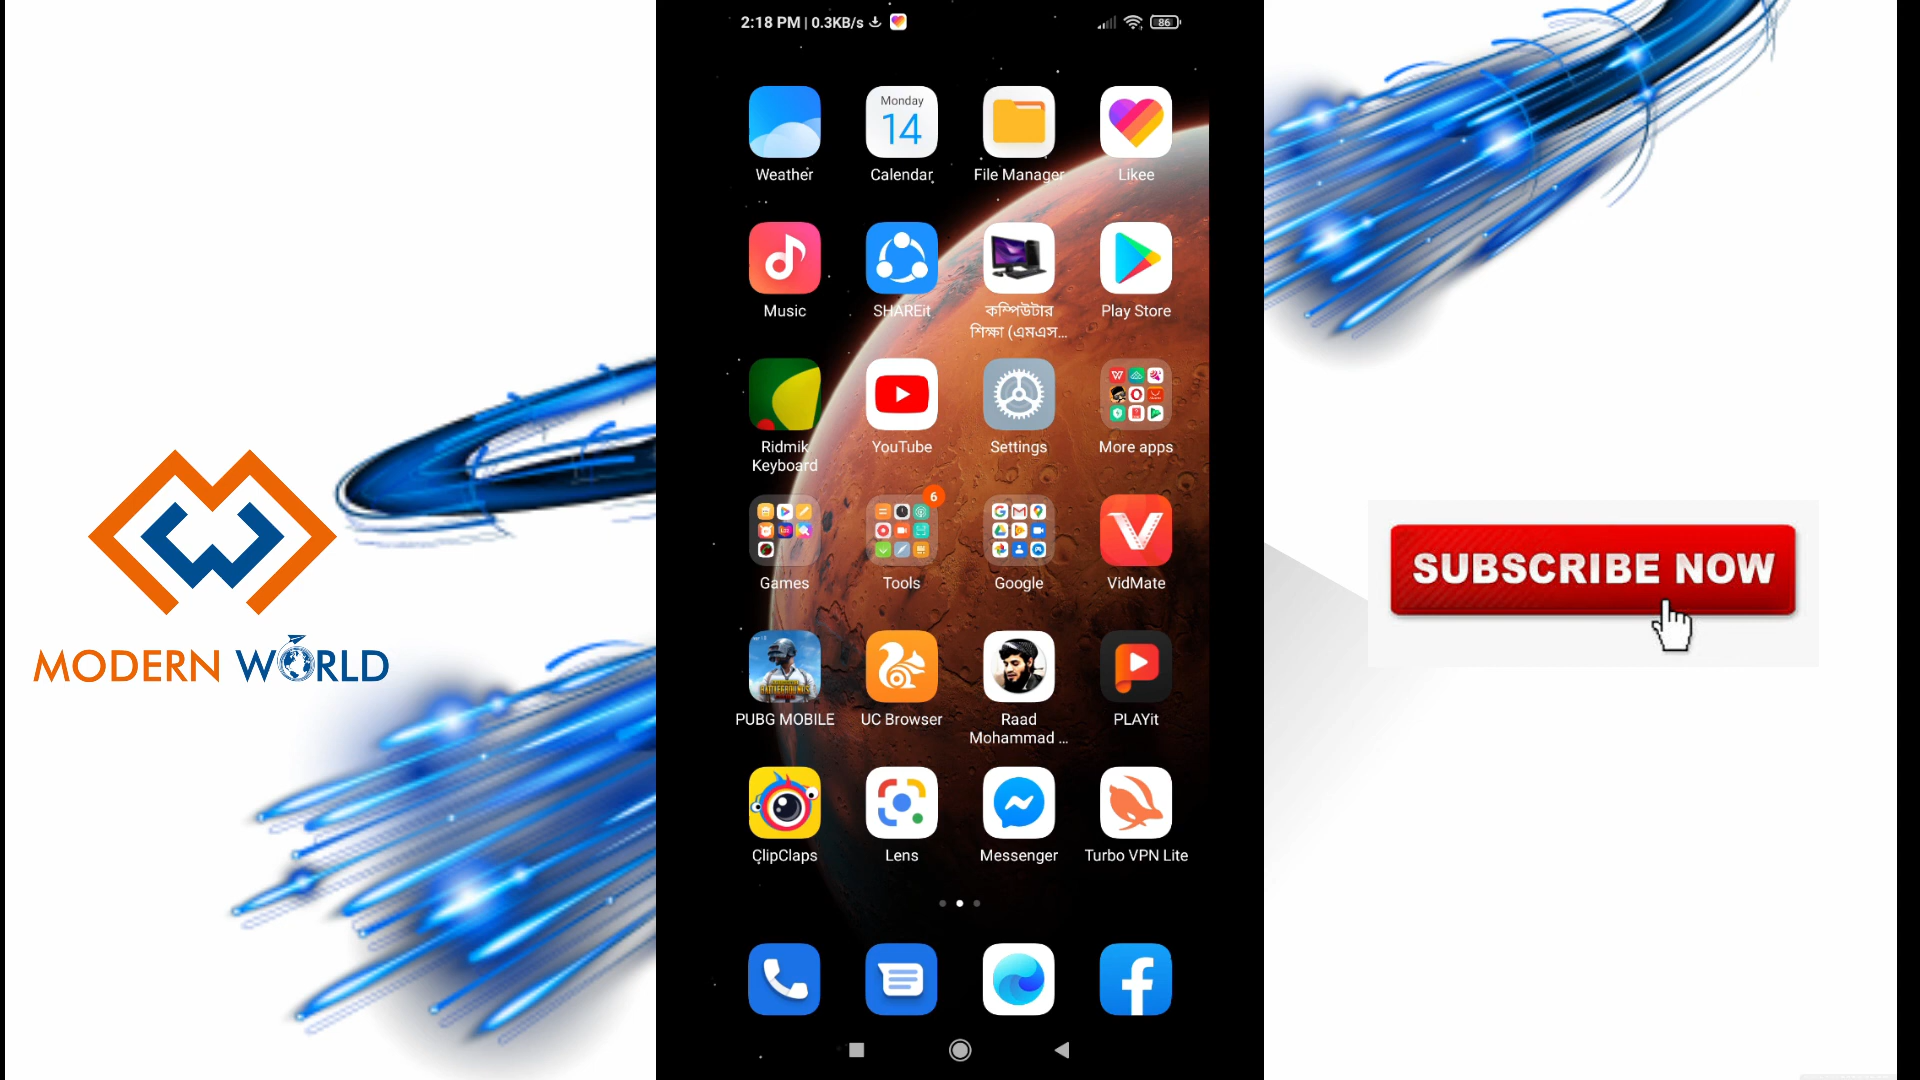 2:18 PM | 0.3KB/s
86
Monday
14
Weather
Calendar
File Manager
Likee
Music
SHAREit
কম্পিউটার
শিক্ষা (এমএস...
Play Store
Ridmik
Keyboard
YouTube
Settings
More apps
6
Games
Tools
Google
VidMate
PUBG MOBILE
UC Browser
Raad
Mohammad ...
PLAYit
ClipClaps
Lens
Messenger
Turbo VPN Lite
MODERN WORLD
SUBSCRIBE NOW